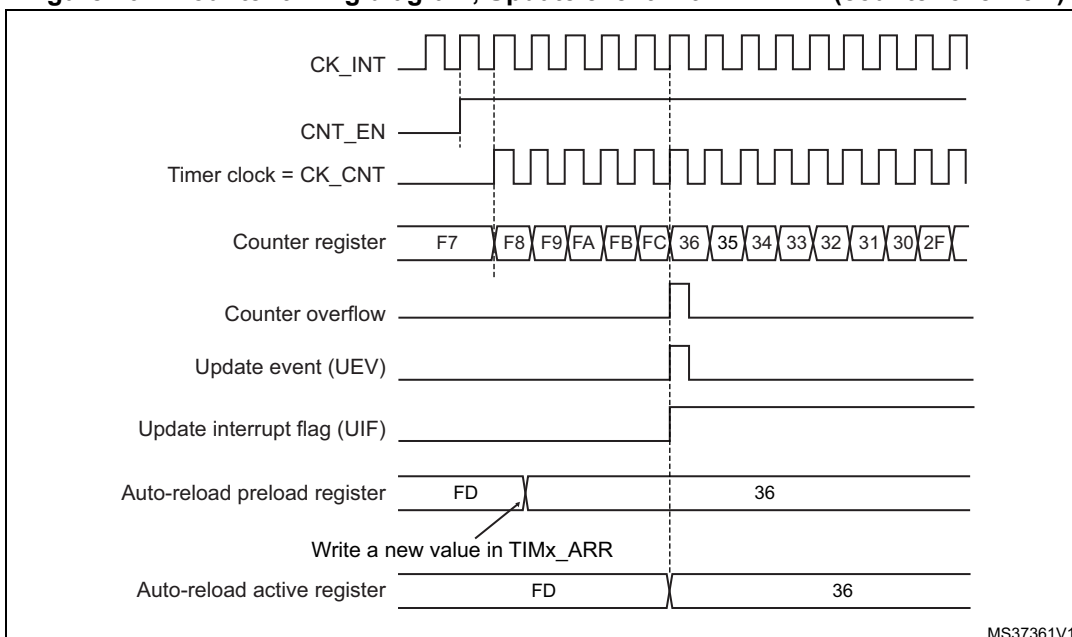 CK_INT
CNT_EN
Timer clock = CK_CNT
Counter register F7 F8 F9 FA FB FC 36 35 34 33 32 31 30 2F
Counter overflow
Update event (UEV)
Update interrupt flag (UIF)
Auto-reload preload register FD 36
Write a new value in TIMx_ARR
Auto-reload active register FD 36
MS37361V1